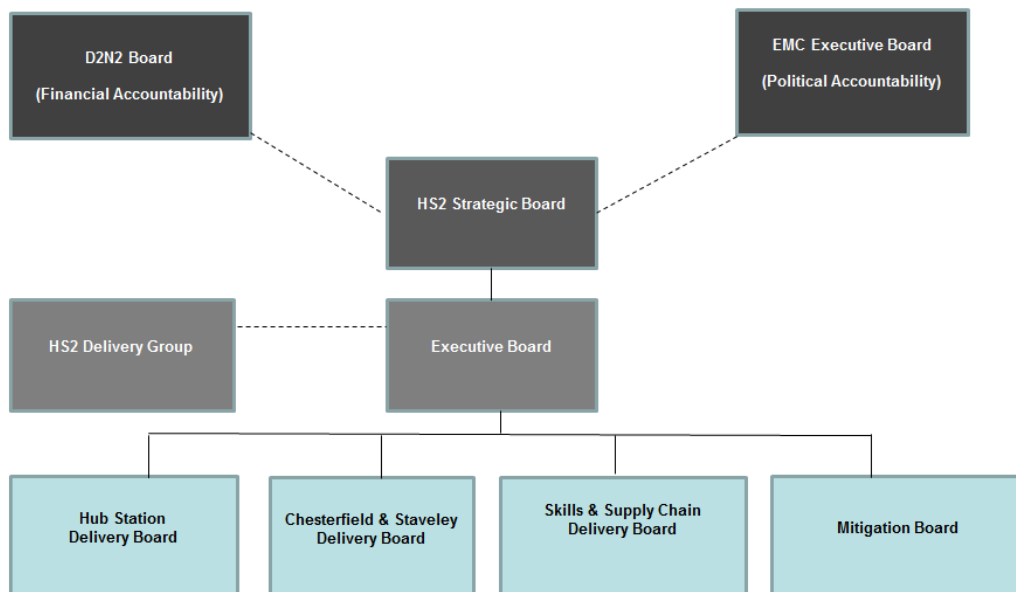 D2N2 Board
(Financial Accountability)
EMC Executive Board
(Political Accountability)
HS2 Strategic Board
HS2 Delivery Group
Executive Board
Hub Station
Delivery Board
Chesterfield & Staveley
Delivery Board
Skills & Supply Chain
Delivery Board
Mitigation Board